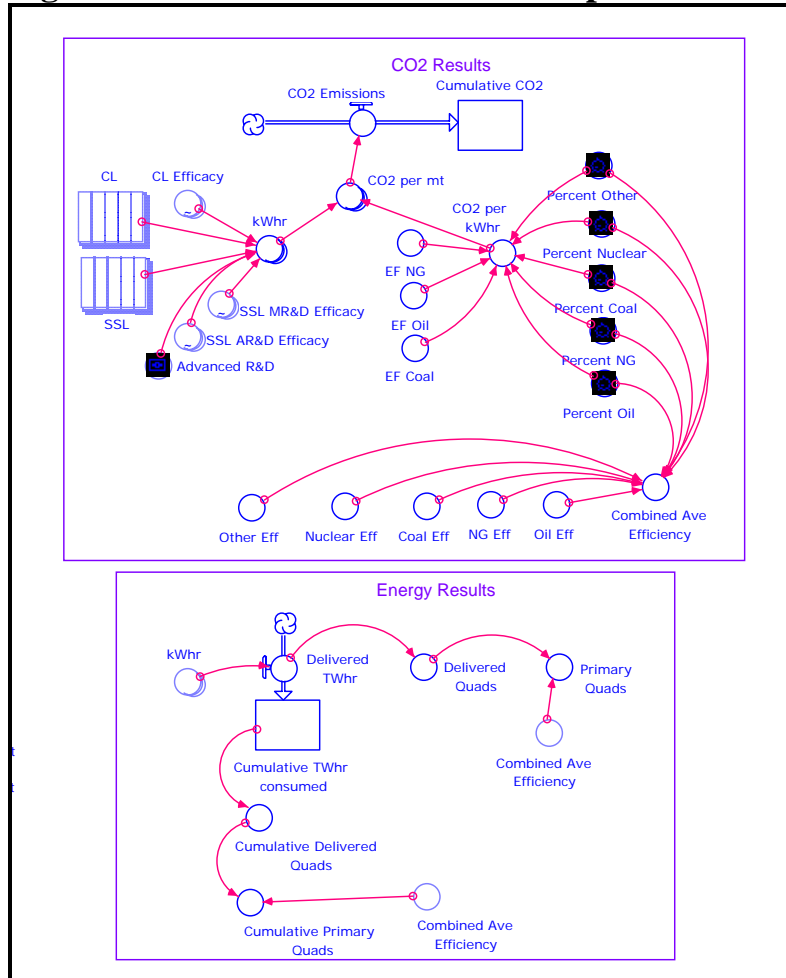 CO2 Results
CO2 Emissions
Cumulative CO2
CL
CL Efficacy
kWhr
CO2 per mt
CO2 per
kWhr
Percent Other
Percent Nuclear
Percent Coal
Percent NG
Percent Oil
EF NG
EF Oil
EF Coal
SSL
SSL MR&D Efficacy
SSL AR&D Efficacy
Advanced R&D
Other Eff
Nuclear Eff
Coal Eff
NG Eff
Oil Eff
Combined Ave
Efficiency
Energy Results
kWhr
Delivered
TWhr
Delivered
Quads
Primary
Quads
Combined Ave
Efficiency
Cumulative TWhr
consumed
Cumulative Delivered
Quads
Cumulative Primary
Quads
Combined Ave
Efficiency
t
t